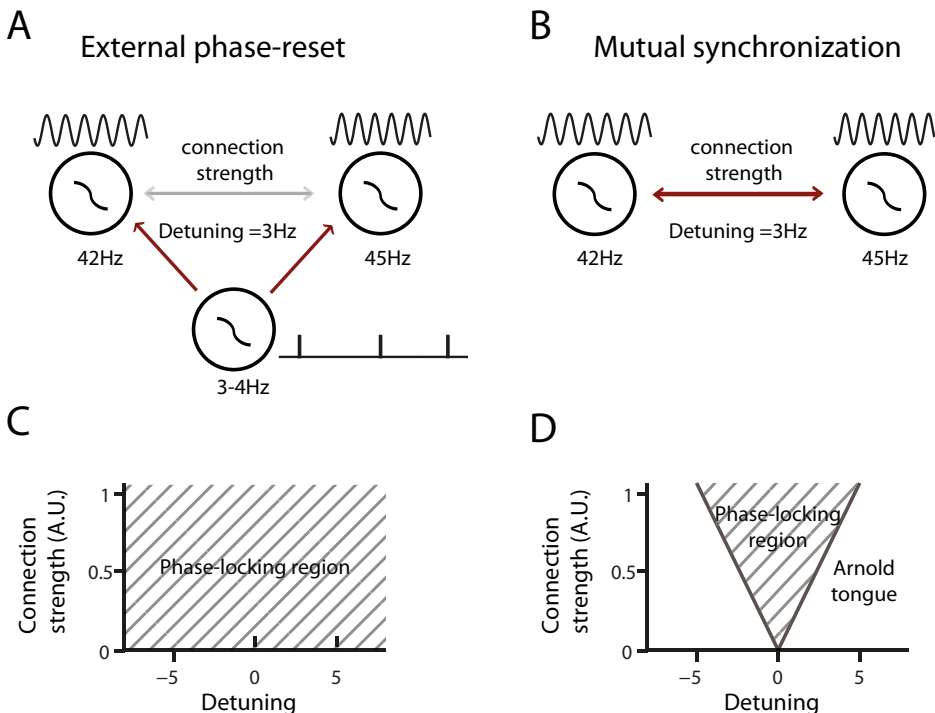 A
External phase-reset
connection
strength
Detuning =3Hz
42Hz
45Hz
3-4Hz
B
Mutual synchronization
connection
strength
Detuning =3Hz
42Hz
45Hz
C
Connection
strength (A.U.)
1
0.5
0
Phase-locking region
−5
0
5
Detuning
D
Connection
strength (A.U.)
1
0.5
0
Phase-locking
region
Arnold
tongue
−5
0
5
Detuning